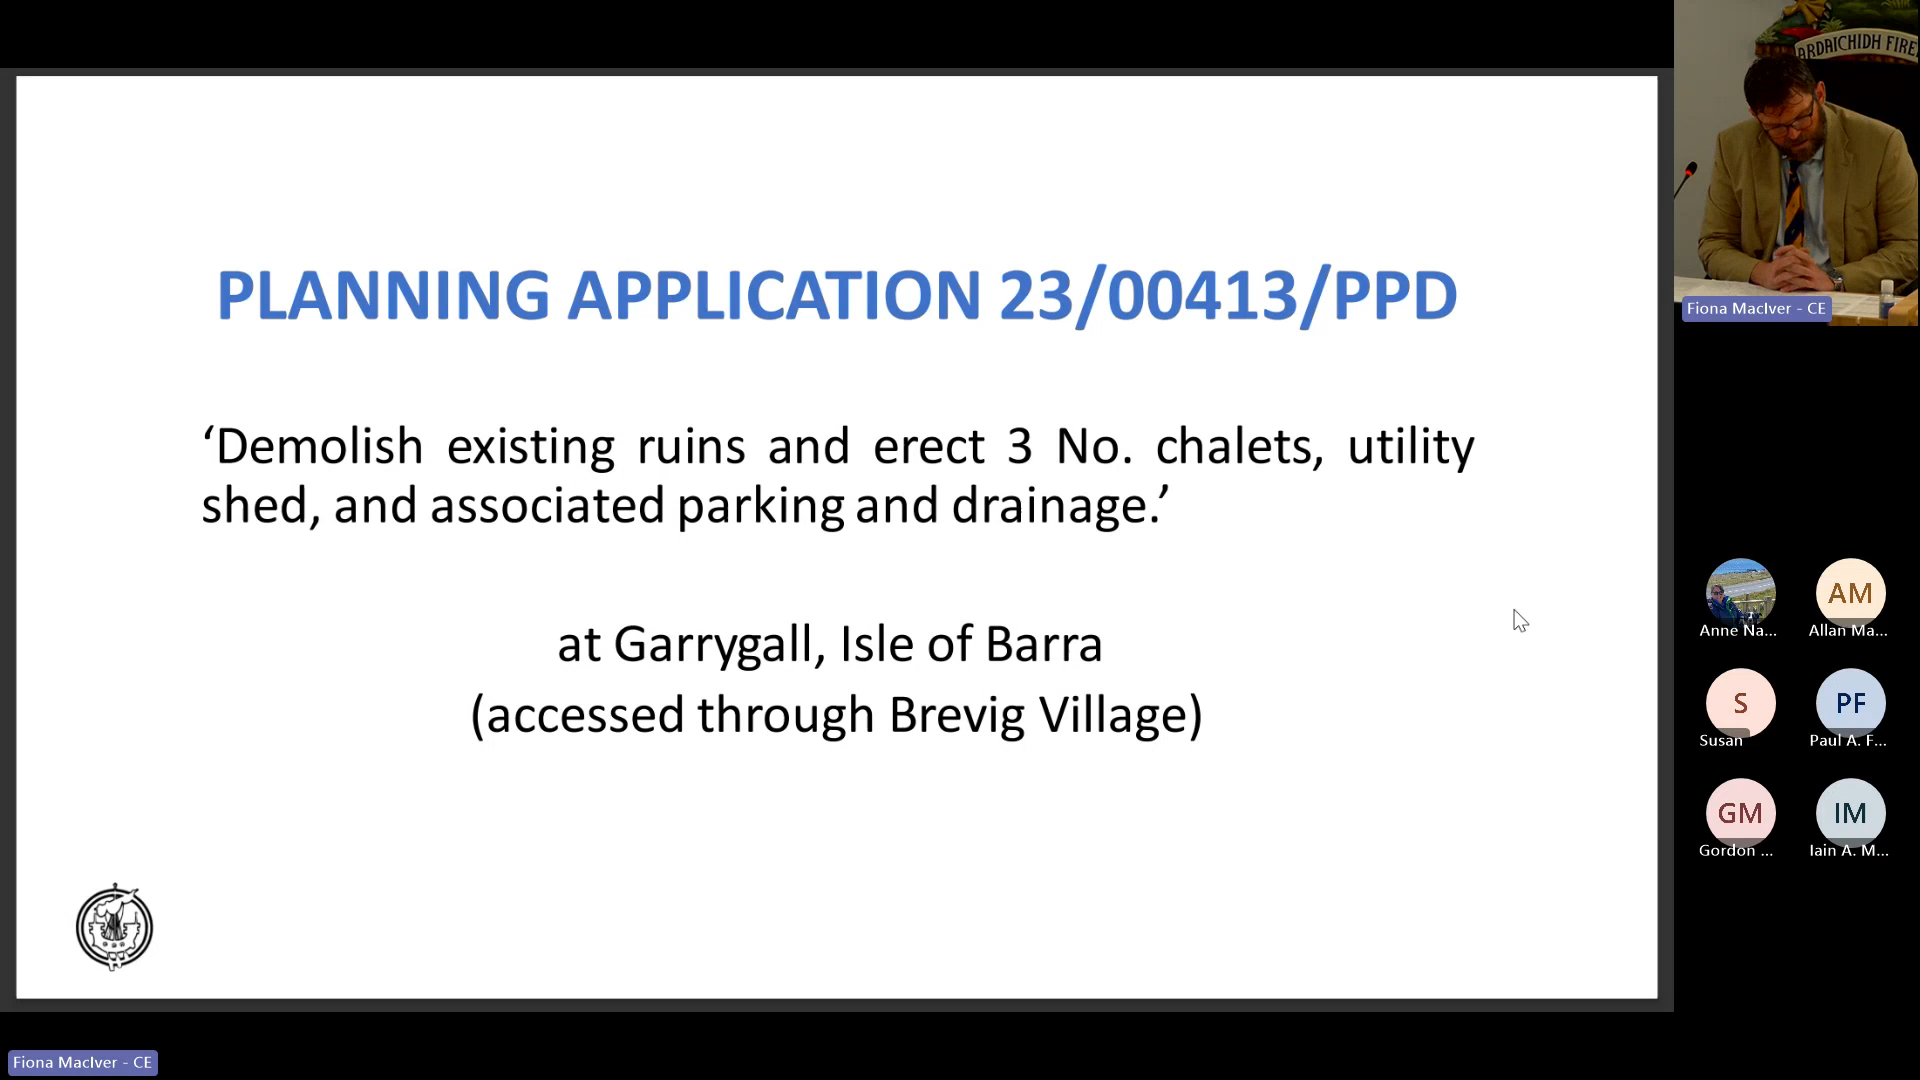 PLANNING APPLICATION 23/00413/PPD
‘Demolish existing ruins and erect 3 No. chalets, utility
shed, and associated parking and drainage.’
at Garrygall, Isle of Barra
(accessed through Brevig Village)
Fiona MacIver - CE
ARDAICHIDH FIRE
Fiona MacIver - CE
AM
Anne Na...
Allan Ma...
S
PF
Susan
Paul A. F...
GM
IM
Gordon ...
Iain A. M...